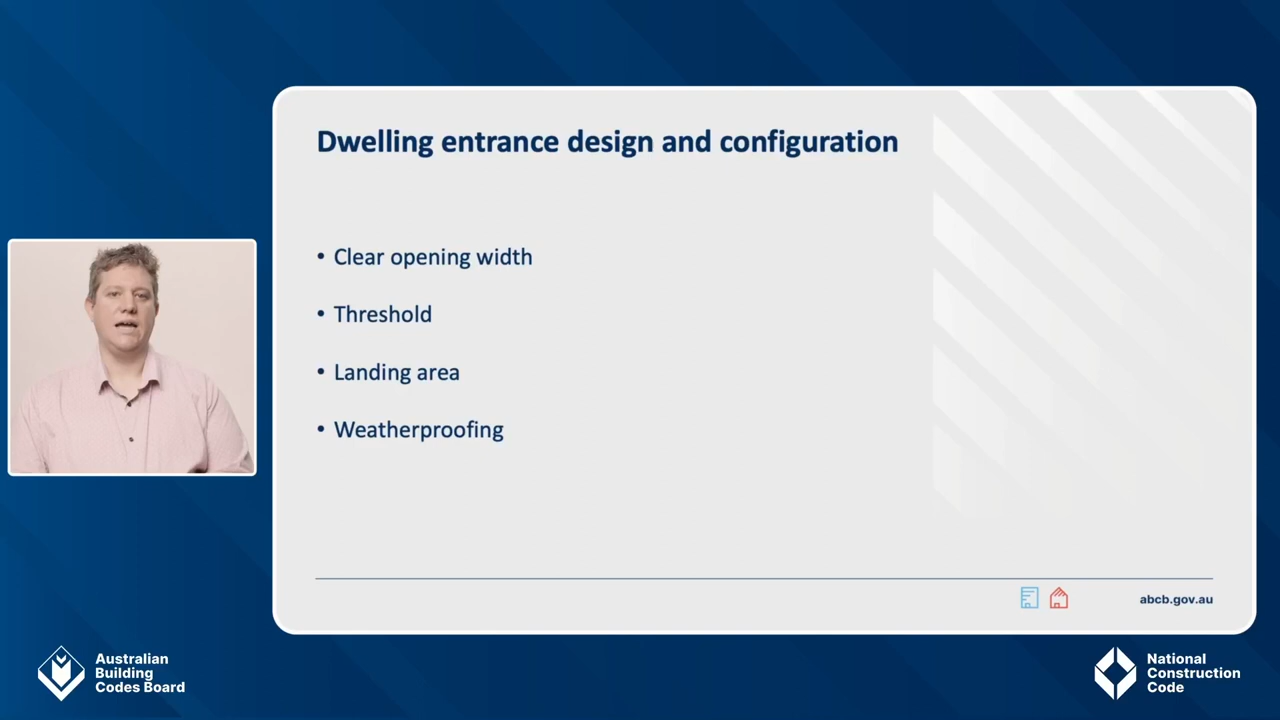 Dwelling entrance design and configuration
• Clear opening width
• Threshold
• Landing area
• Weatherproofing
abcb.gov.au
Australian
Building
Codes Board
National
Construction
Code